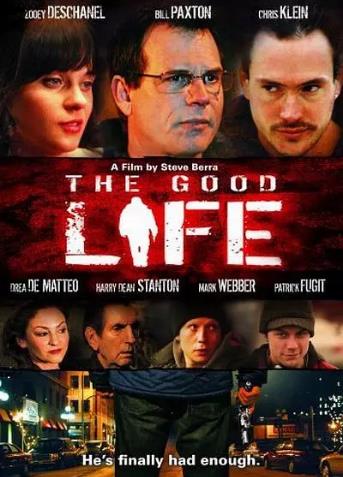 ZOOEY DESCHANEL BILL PAXTON CHRIS KLEIN
A Film by Steve Berra
THE GOOD
LIFE
DREA DE MATTEO HARRY DEAN STANTON MARK WEBBER PATRICK FUGIT
He's finally had enough.